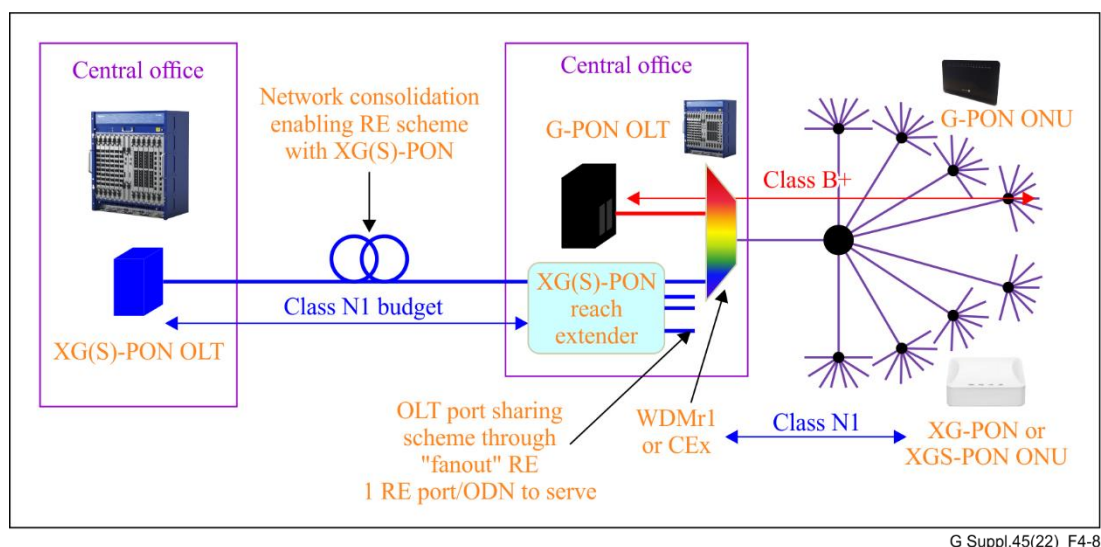 Central office
Network consolidation
enabling RE scheme
with XG(S)-PON
Class N1 budget
XG(S)-PON OLT
Central office
G-PON OLT
XG(S)-PON
reach
extender
OLT port sharing
scheme through
"fanout" RE
1 RE port/ODN to serve
WDMr1
or CEx
Class B+
G-PON ONU
Class N1
XG-PON or
XGS-PON ONU
G Suppl.45(22)_F4-8